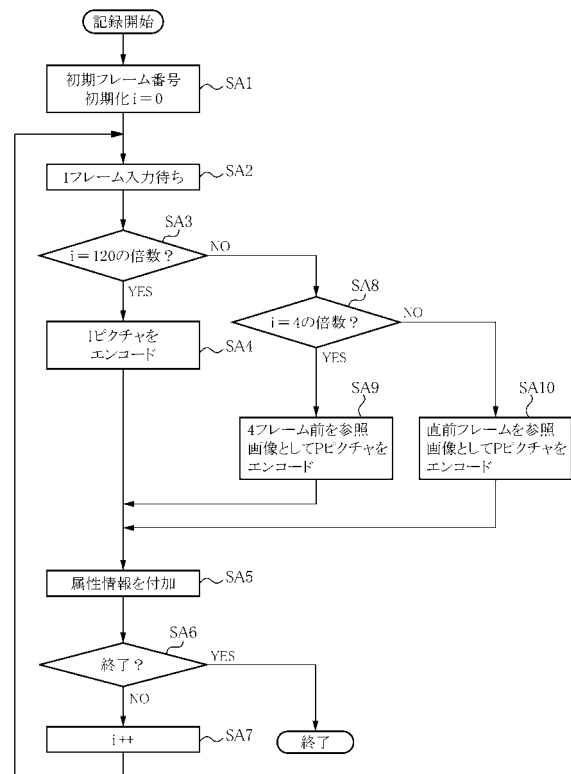 記録開始
初期フレーム番号
初期化 i = 0
SA1
1フレーム入力待ち
SA2
i = 120の倍数？
SA3
NO
YES
i = 4の倍数？
SA8
NO
YES
Iピクチャを
エンコード
SA4
SA9
4フレーム前を参照
画像としてPピクチャを
エンコード
SA10
直前フレームを参照
画像としてPピクチャを
エンコード
属性情報を付加
SA5
終了？
SA6
YES
NO
i ++
SA7
終了